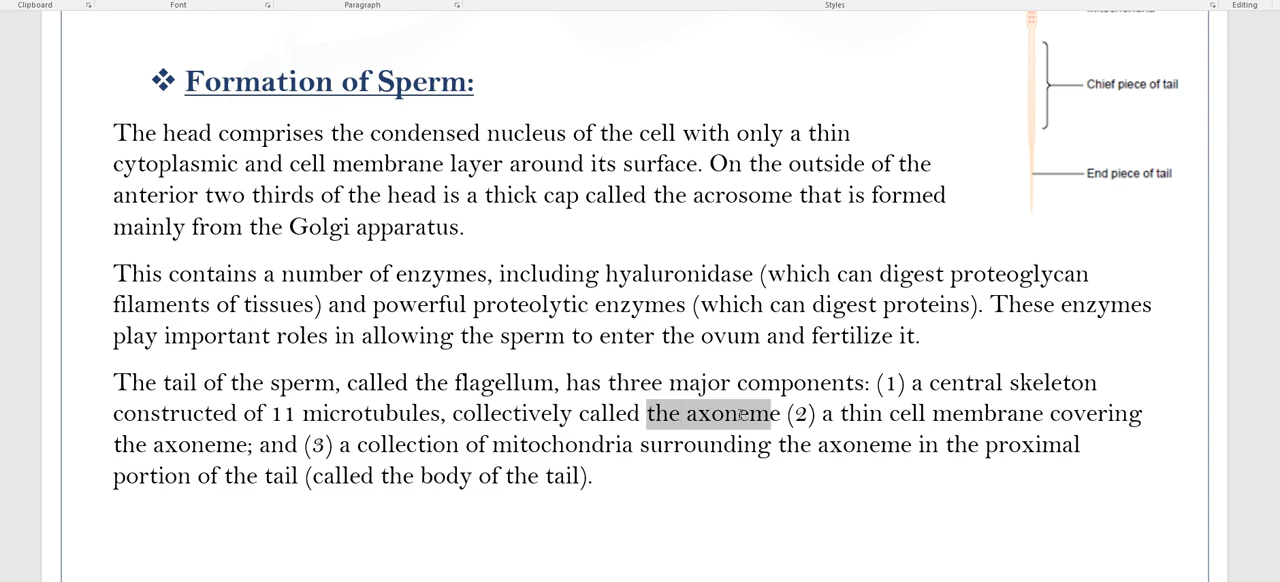 Clipboard
Font
Paragraph
Styles
Editing
Chief piece of tail
End piece of tail
❖ Formation of Sperm:
The head comprises the condensed nucleus of the cell with only a thin
cytoplasmic and cell membrane layer around its surface. On the outside of the
anterior two thirds of the head is a thick cap called the acrosome that is formed
mainly from the Golgi apparatus.
This contains a number of enzymes, including hyaluronidase (which can digest proteoglycan
filaments of tissues) and powerful proteolytic enzymes (which can digest proteins). These enzymes
play important roles in allowing the sperm to enter the ovum and fertilize it.
The tail of the sperm, called the flagellum, has three major components: (1) a central skeleton
constructed of 11 microtubules, collectively called the axoneme (2) a thin cell membrane covering
the axoneme; and (3) a collection of mitochondria surrounding the axoneme in the proximal
portion of the tail (called the body of the tail).